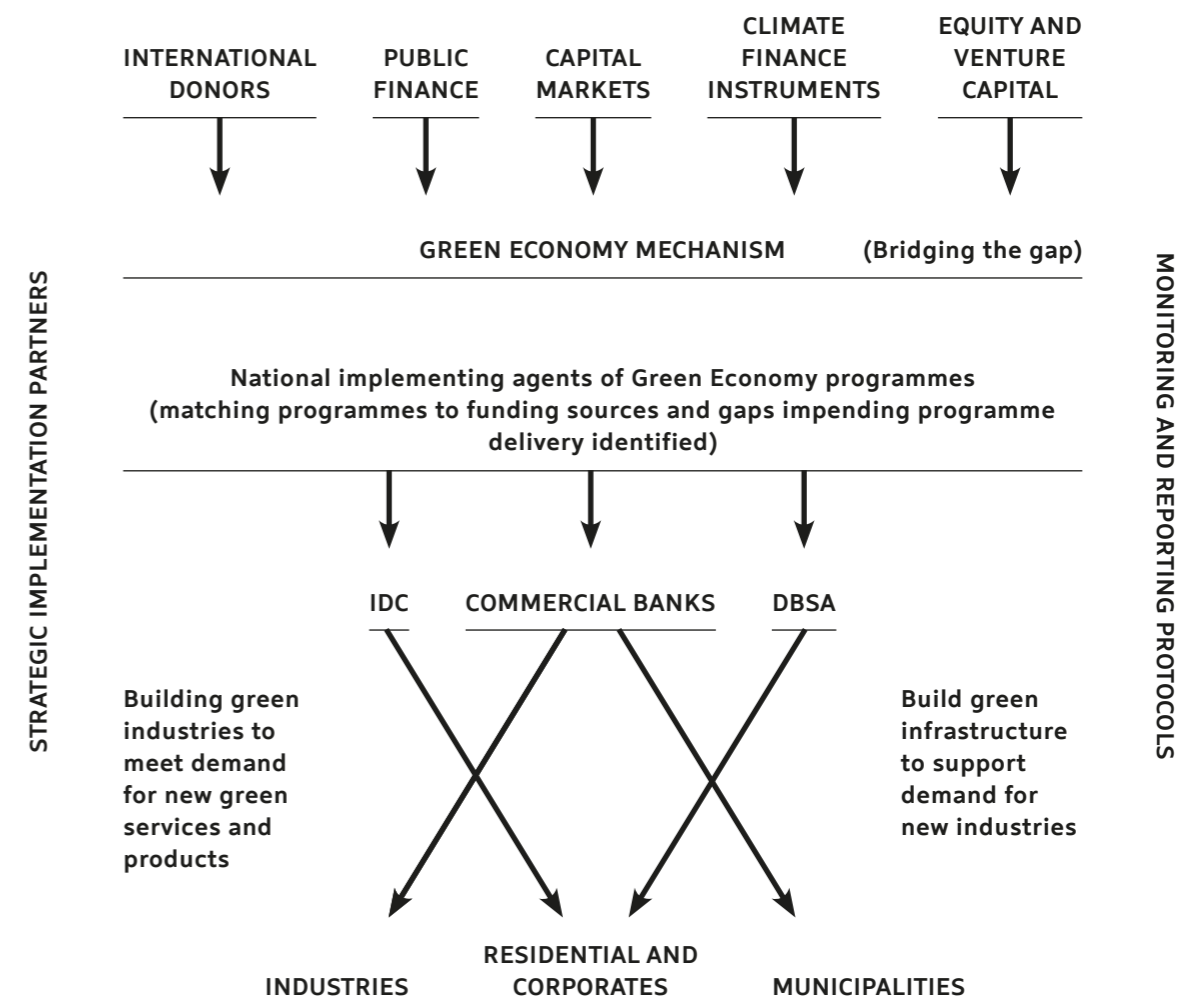 INTERNATIONAL
DONORS
PUBLIC
FINANCE
CAPITAL
MARKETS
CLIMATE
FINANCE
INSTRUMENTS
EQUITY AND
VENTURE
CAPITAL
GREEN ECONOMY MECHANISM (Bridging the gap)
STRATEGIC IMPLEMENTATION PARTNERS
MONITORING AND REPORTING PROTOCOLS
National implementing agents of Green Economy programmes
(matching programmes to funding sources and gaps impending programme
delivery identified)
IDC
COMMERCIAL BANKS
DBSA
Building green
industries to
meet demand
for new green
services and
products
Build green
infrastructure
to support
demand for
new industries
INDUSTRIES
RESIDENTIAL AND
CORPORATES
MUNICIPALITIES